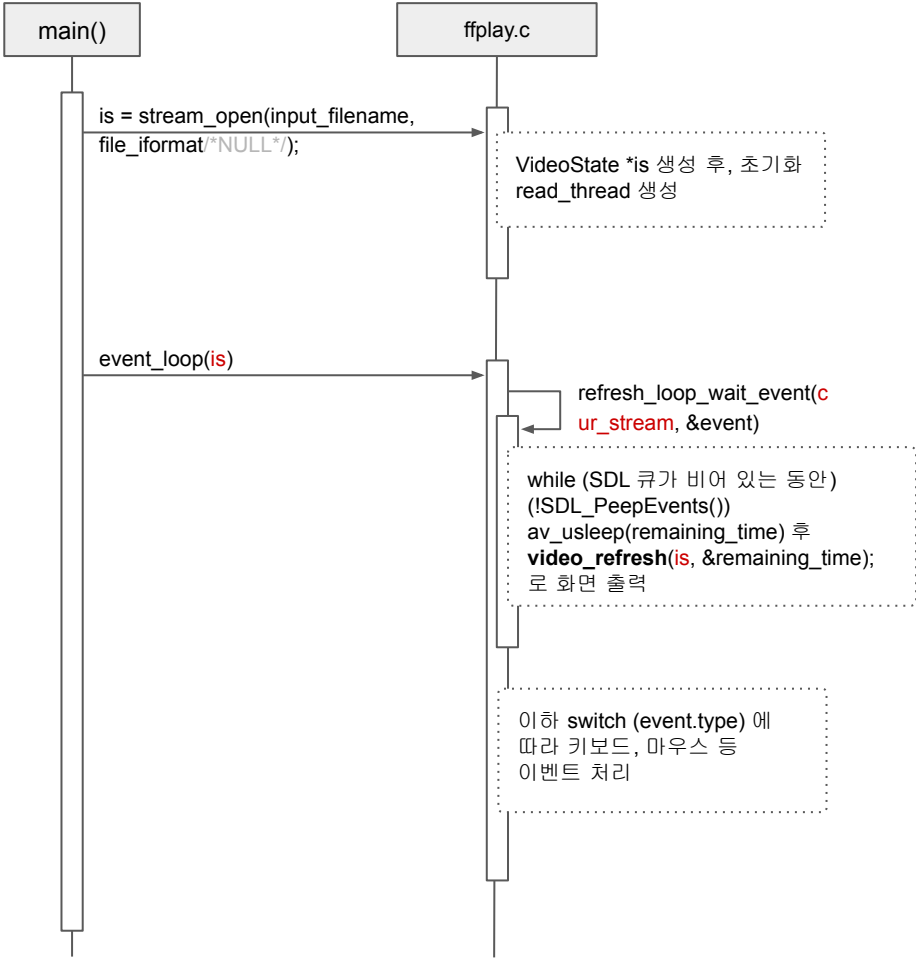 main()
ffplay.c
is = stream_open(input_filename,
file_iformat/*NULL*/);
VideoState *is 생성 후, 초기화
read_thread 생성
event_loop(is)
refresh_loop_wait_event(c
ur_stream, &event)
while (SDL 큐가 비어 있는 동안)
(!SDL_PeepEvents())
av_usleep(remaining_time) 후
video_refresh(is, &remaining_time);
로 화면 출력
이하 switch (event.type) 에
따라 키보드, 마우스 등
이벤트 처리